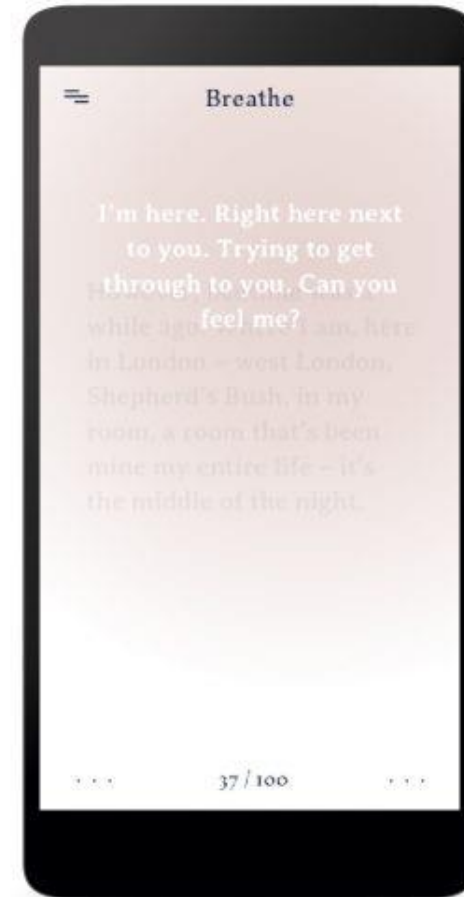 Breathe
I'm here. Right here next
to you. Trying to get
through to you. Can you
feel me?
while ago. I am, here
in London – west London,
Shepherd's Bush, in my
room, a room that's been
mine my entire life – it's
the middle of the night.
37 / 100